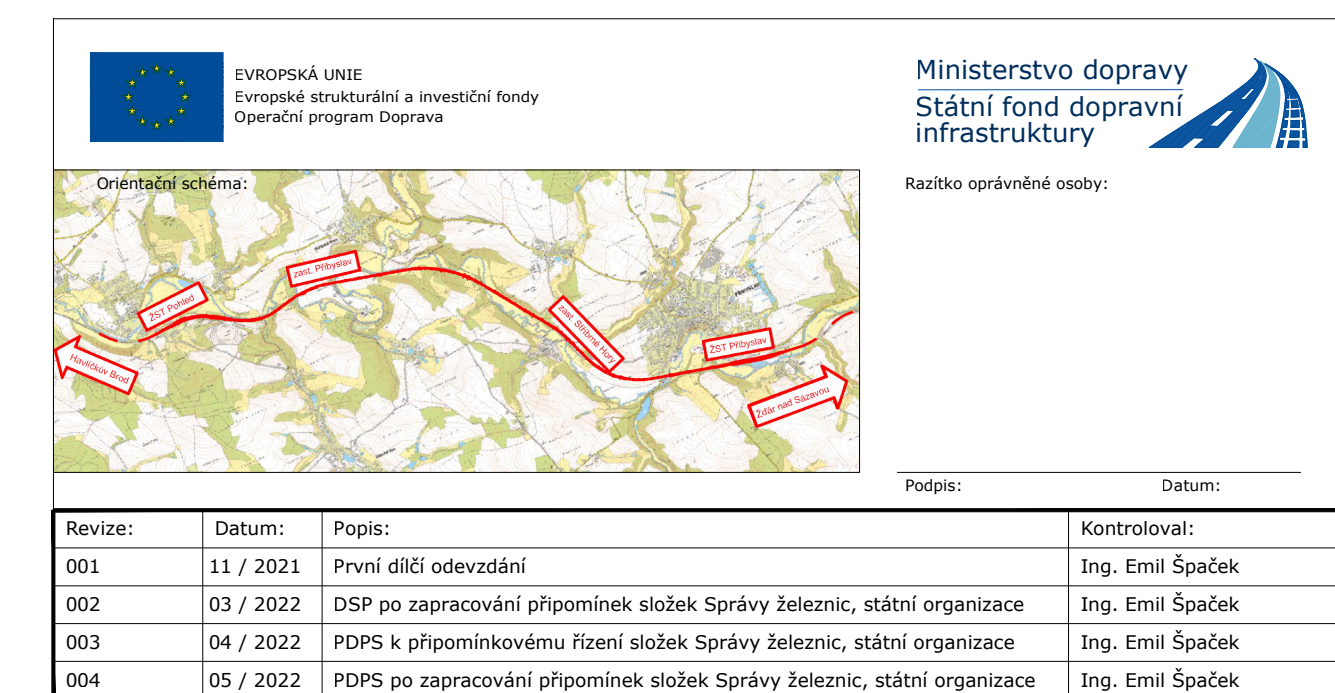 EVROPSKÁ UNIE
Evropské strukturální a investiční fondy
Operační program Doprava
Ministerstvo dopravy
Státní fond dopravní
infrastruktury
Orientační schéma:
Razítko oprávněné osoby:
zast. Přibyslav
ŽST Pohled
zast. Stříbrné Hory
ŽST Přibyslav
Havlíčkův Brod
Žďár nad Sázavou
Podpis: Datum:
Revize: Datum: Popis: Kontroloval:
001 11 / 2021 První dílčí odevzdání Ing. Emil Špaček
002 03 / 2022 DSP po zapracování připomínek složek Správy železnic, státní organizace Ing. Emil Špaček
003 04 / 2022 PDPS k připomínkovému řízení složek Správy železnic, státní organizace Ing. Emil Špaček
004 05 / 2022 PDPS po zapracování připomínek složek Správy železnic, státní organizace Ing. Emil Špaček